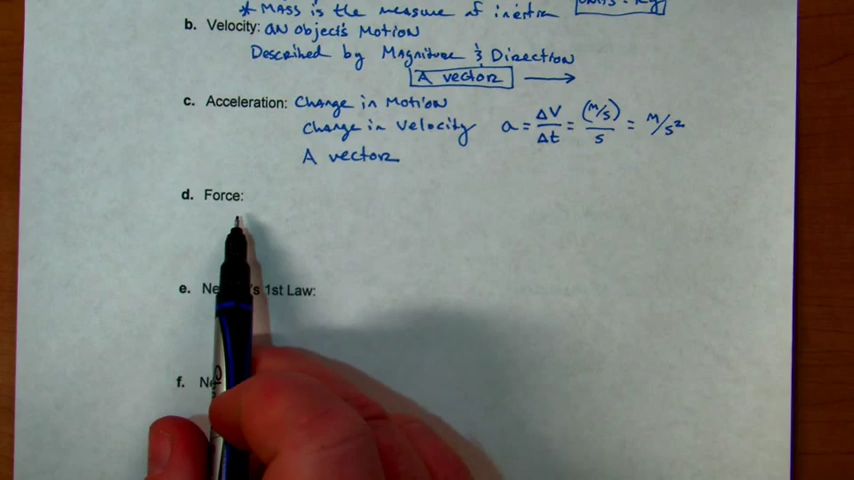 * MASS is the measure of inertia
b. Velocity: AN object's Motion
Described by Magnitude & Direction
A vector
c. Acceleration: Change in Motion
Change in Velocity a = ΔV/Δt = (M/s)/s = M/s²
A vector
d. Force:
e. Ne 's 1st Law:
f. Ne